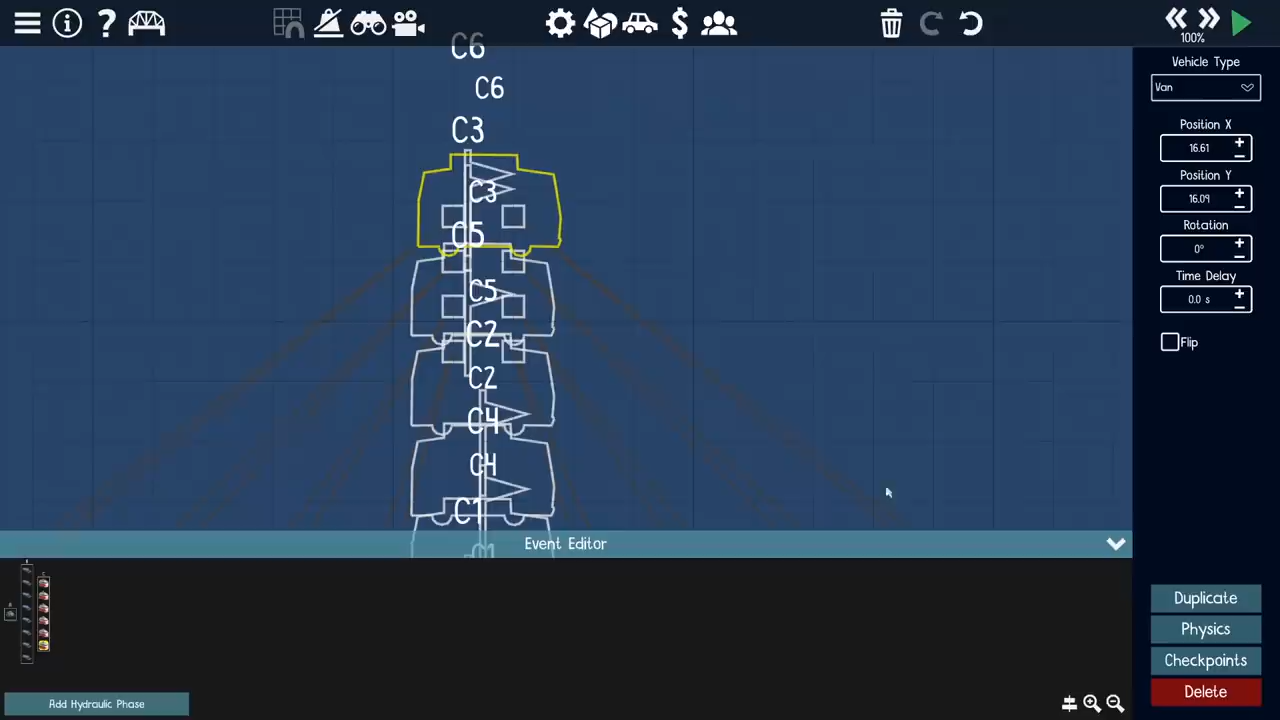 100%
C6
C6
C3
C3
C5
C5
C2
C2
C4
C4
C1
C1
Vehicle Type
Van
Position X
16.61
Position Y
16.09
Rotation
0°
Time Delay
0.0 s
Flip
Event Editor
Duplicate
Physics
Checkpoints
Delete
Add Hydraulic Phase